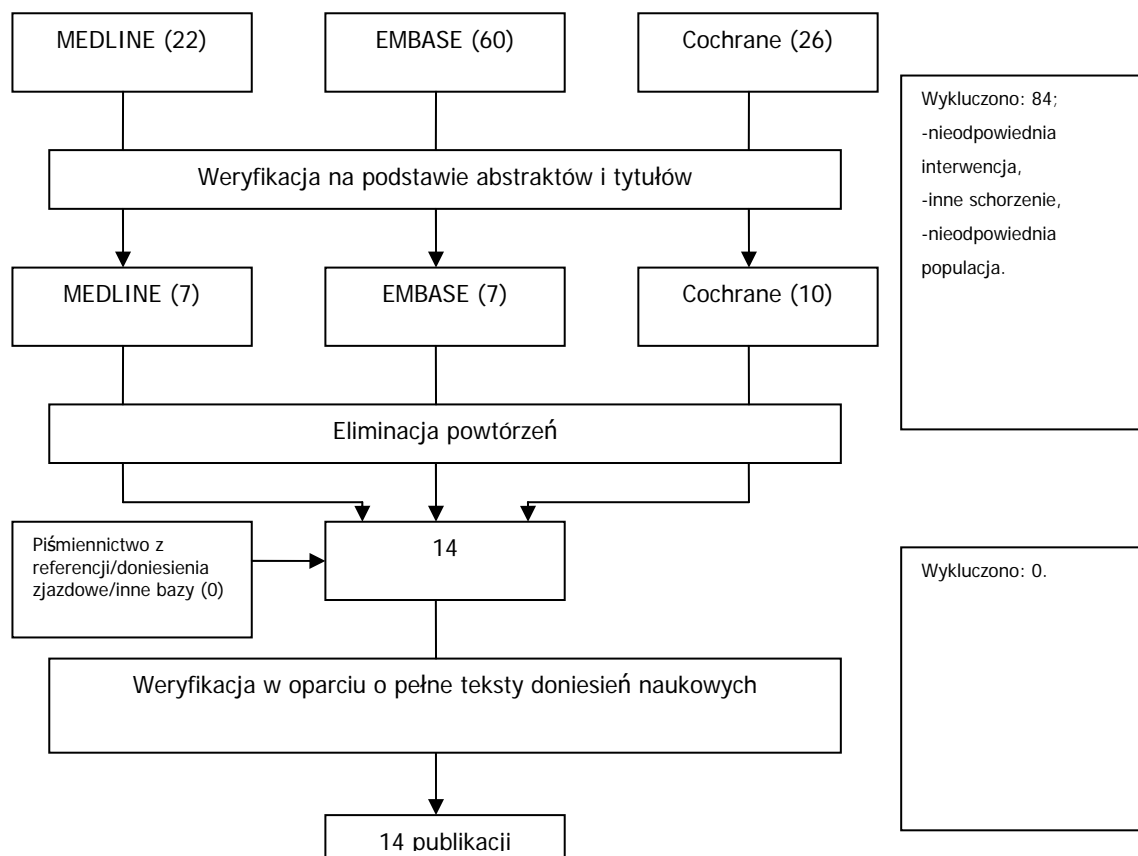 MEDLINE (22)
EMBASE (60)
Cochrane (26)
Wykluczono: 84;
-nieodpowiednia
interwencja,
-inne schorzenie,
-nieodpowiednia
populacja.
Weryfikacja na podstawie abstraktów i tytułów
MEDLINE (7)
EMBASE (7)
Cochrane (10)
Eliminacja powtórzeń
Piśmiennictwo z
referencji/doniesienia
zjazdowe/inne bazy (0)
14
Wykluczono: 0.
Weryfikacja w oparciu o pełne teksty doniesień naukowych
14 publikacji